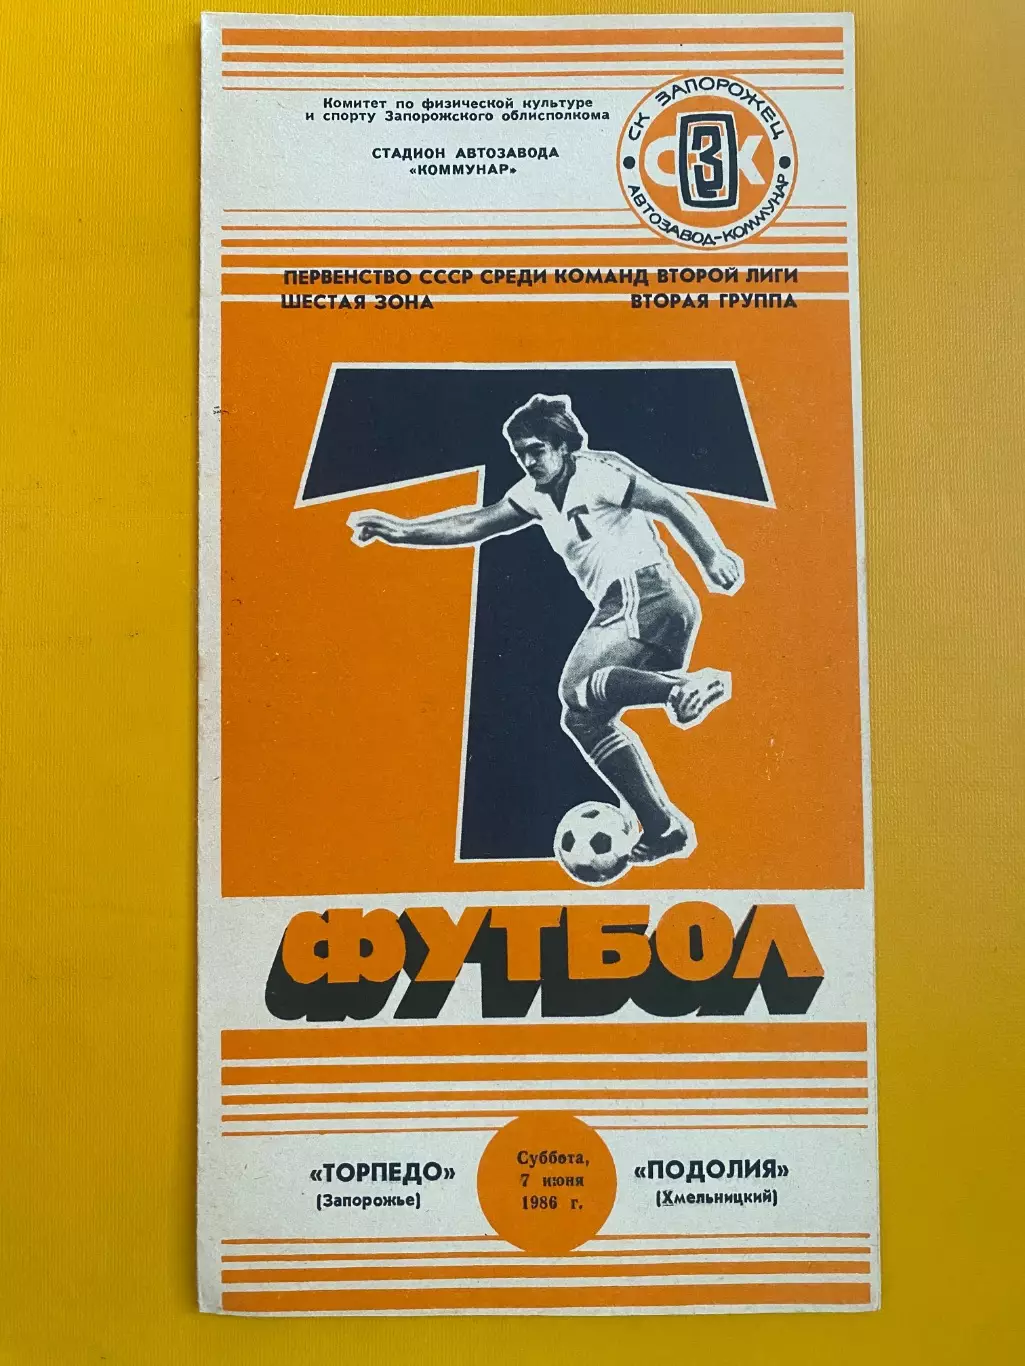 Комитет по физической культуре
и спорту Запорожского облисполкома
СТАДИОН АВТОЗАВОДА
«КОММУНАР»
СК ЗАПОРОЖЕЦ
СЗК
АВТОЗАВОД-КОММУНАР
ПЕРВЕНСТВО СССР СРЕДИ КОМАНД ВТОРОЙ ЛИГИ
ШЕСТАЯ ЗОНА ВТОРАЯ ГРУППА
Т
Т
ФУТБОЛ
«ТОРПЕДО»
(Запорожье)
Суббота,
7 июня
1986 г.
«ПОДОЛИЯ»
(Хмельницкий)